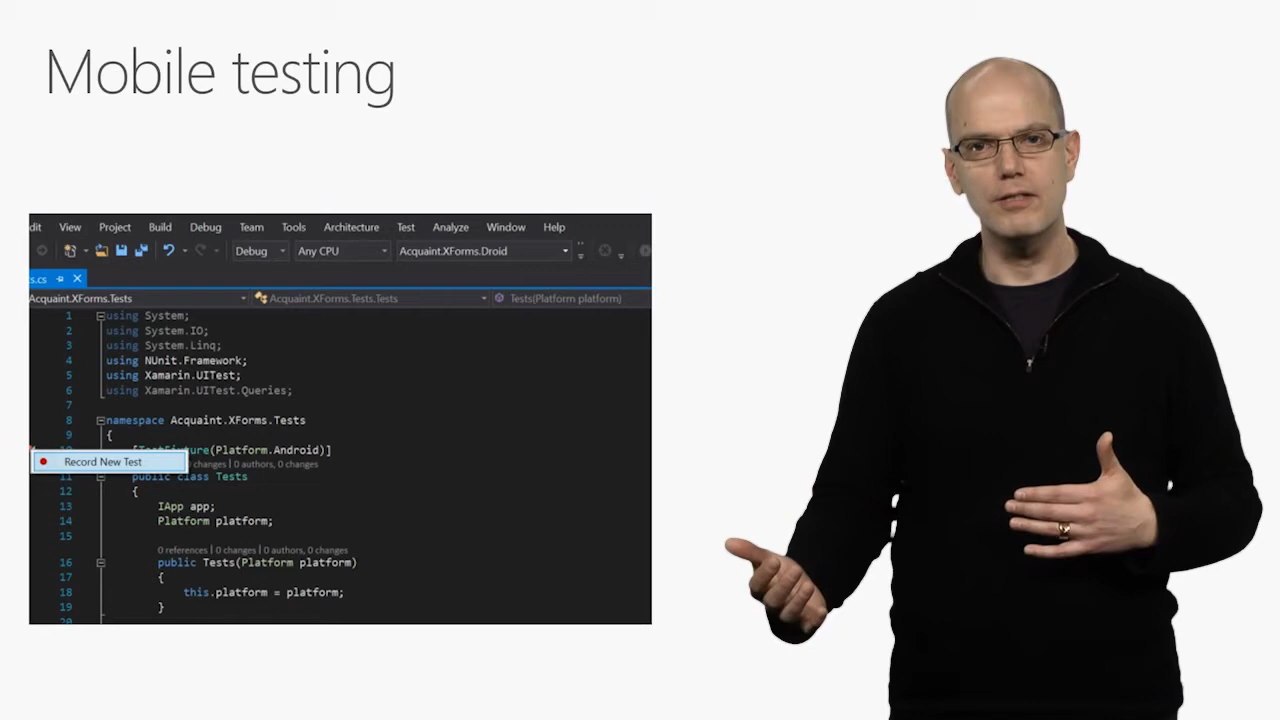 Mobile testing
dit View Project Build Debug Team Tools Architecture Test Analyze Window Help
Debug Any CPU Acquaint.XForms.Droid
s.cs
Acquaint.XForms.Tests Acquaint.XForms.Tests.Tests Tests(Platform platform)
1 using System;
2 using System.IO;
3 using System.Linq;
4 using NUnit.Framework;
5 using Xamarin.UITest;
6 using Xamarin.UITest.Queries;
7
8 namespace Acquaint.XForms.Tests
9 {
[TestFixture(Platform.Android)]
Record New Test
changes | 0 authors, 0 changes
11 public class Tests
12 {
13 IApp app;
14 Platform platform;
15
0 references | 0 changes | 0 authors, 0 changes
16 public Tests(Platform platform)
17 {
18 this.platform = platform;
19 }